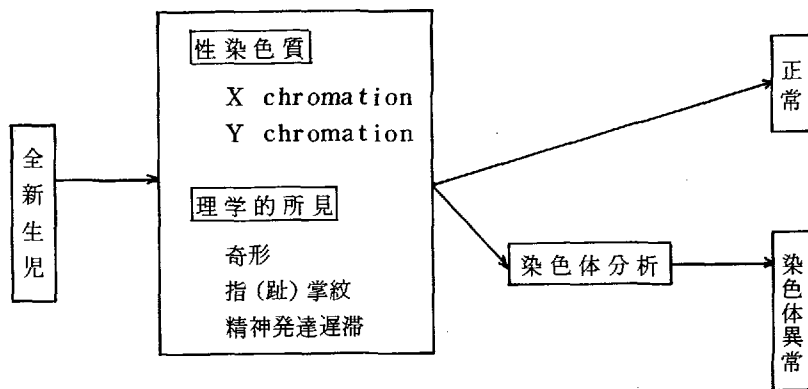 全新生児
性染色質
X chromation
Y chromation
理学的所見
奇形
指(趾)掌紋
精神発達遅滞
正常
染色体分析
染色体異常